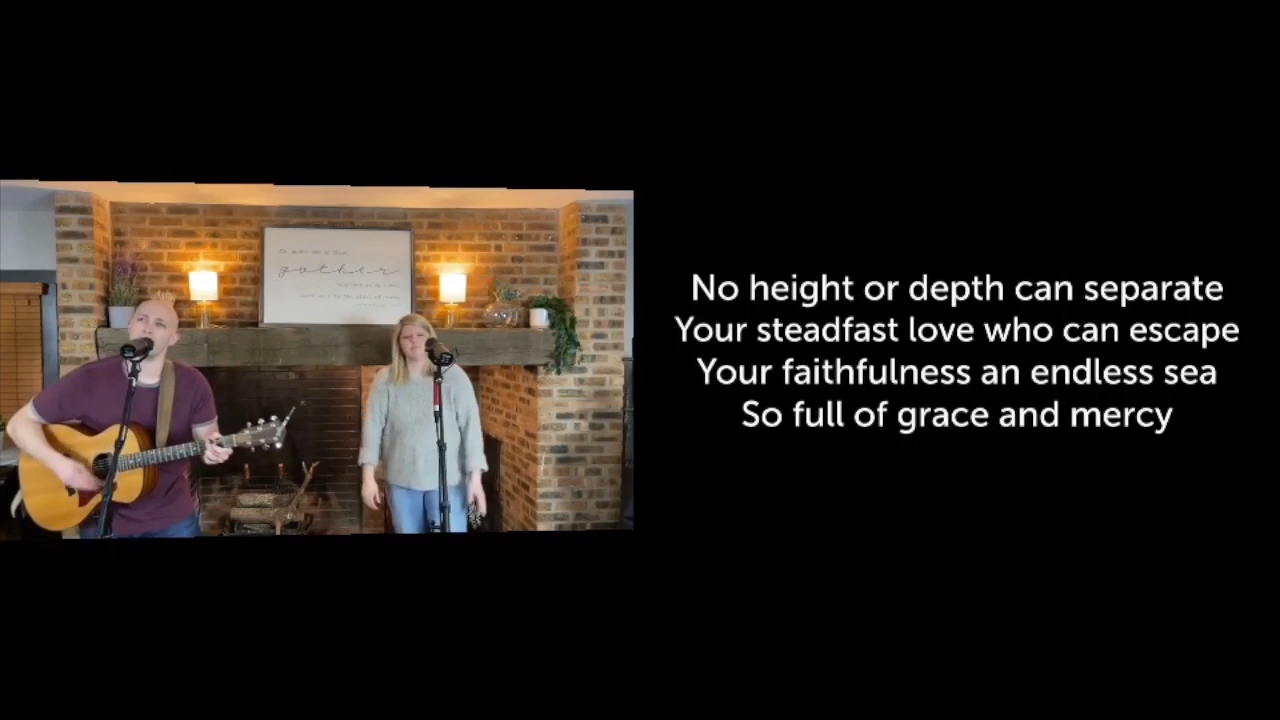 gather
No height or depth can separate
Your steadfast love who can escape
Your faithfulness an endless sea
So full of grace and mercy